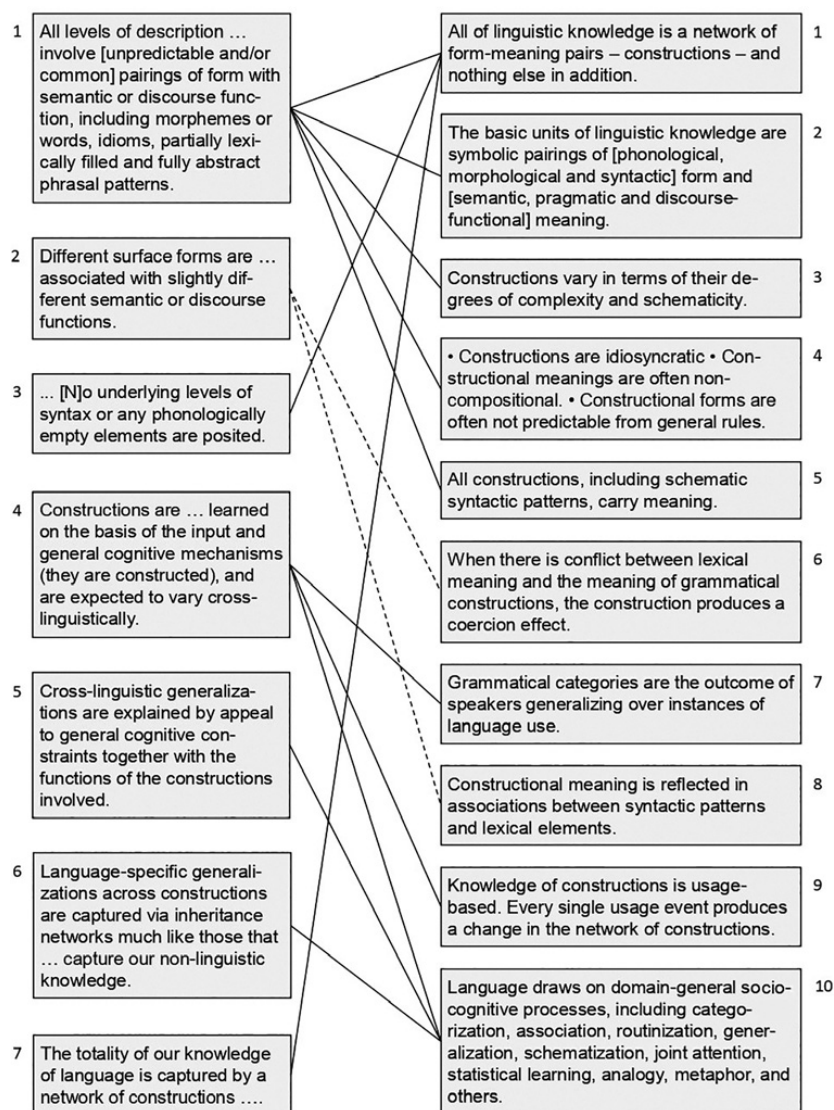 1
All levels of description …
involve [unpredictable and/or
common] pairings of form with
semantic or discourse func-
tion, including morphemes or
words, idioms, partially lexi-
cally filled and fully abstract
phrasal patterns.
2
Different surface forms are …
associated with slightly dif-
ferent semantic or discourse
functions.
3
... [N]o underlying levels of
syntax or any phonologically
empty elements are posited.
4
Constructions are … learned
on the basis of the input and
general cognitive mechanisms
(they are constructed), and
are expected to vary cross-
linguistically.
5
Cross-linguistic generaliza-
tions are explained by appeal
to general cognitive con-
straints together with the
functions of the constructions
involved.
6
Language-specific generali-
zations across constructions
are captured via inheritance
networks much like those that
… capture our non-linguistic
knowledge.
7
The totality of our knowledge
of language is captured by a
network of constructions ….
All of linguistic knowledge is a network of
form-meaning pairs – constructions – and
nothing else in addition.
1
The basic units of linguistic knowledge are
symbolic pairings of [phonological,
morphological and syntactic] form and
[semantic, pragmatic and discourse-
functional] meaning.
2
Constructions vary in terms of their de-
grees of complexity and schematicity.
3
• Constructions are idiosyncratic • Con-
structional meanings are often non-
compositional. • Constructional forms are
often not predictable from general rules.
4
All constructions, including schematic
syntactic patterns, carry meaning.
5
When there is conflict between lexical
meaning and the meaning of grammatical
constructions, the construction produces a
coercion effect.
6
Grammatical categories are the outcome of
speakers generalizing over instances of
language use.
7
Constructional meaning is reflected in
associations between syntactic patterns
and lexical elements.
8
Knowledge of constructions is usage-
based. Every single usage event produces
a change in the network of constructions.
9
Language draws on domain-general socio-
cognitive processes, including catego-
rization, association, routinization, gener-
alization, schematization, joint attention,
statistical learning, analogy, metaphor, and
others.
10